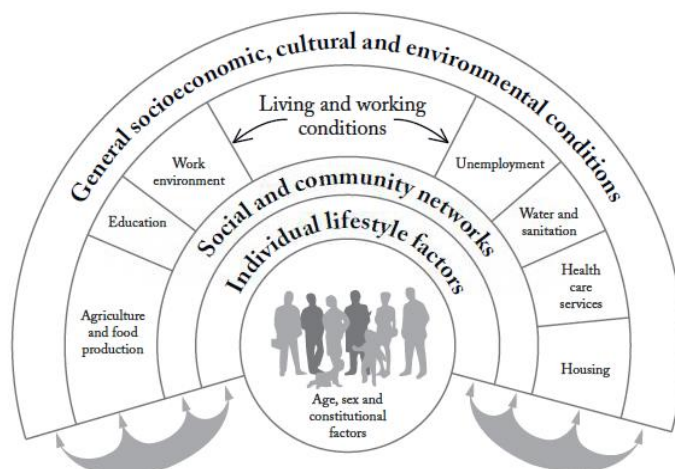 General socioeconomic, cultural and environmental conditions
Living and working
conditions
Work
environment
Unemployment
Education
Water and
sanitation
Agriculture
and food
production
Health
care
services
Housing
Social and community networks
Individual lifestyle factors
Age, sex and
constitutional
factors